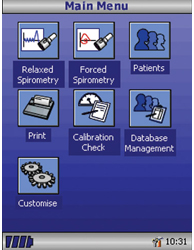 Main Menu
Relaxed Spirometry
Forced Spirometry
Patients
Print
Calibration Check
Database Management
Customise
10:31